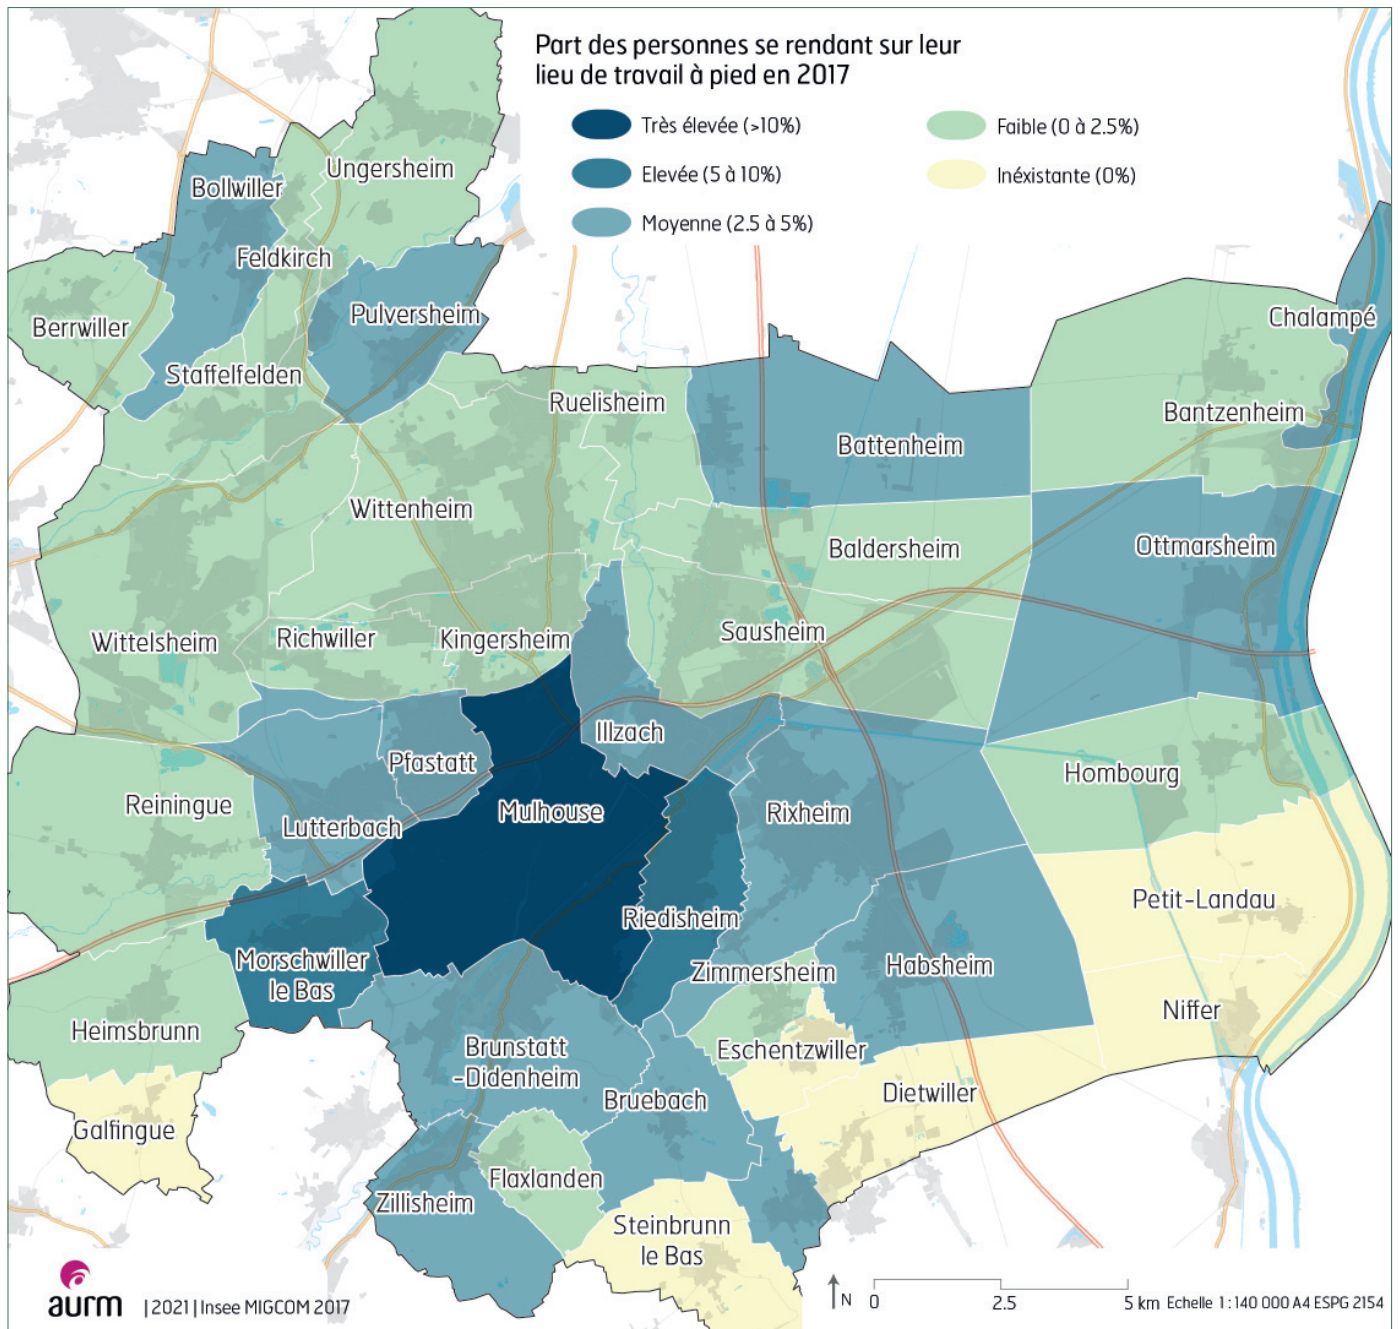 Part des personnes se rendant sur leur
lieu de travail à pied en 2017
Très élevée (>10%)
Elevée (5 à 10%)
Moyenne (2.5 à 5%)
Faible (0 à 2.5%)
Inéxistante (0%)
Ungersheim
Bollwiller
Feldkirch
Berrwiller
Pulversheim
Chalampé
Staffelfelden
Ruelisheim
Bantzenheim
Battenheim
Wittenheim
Baldersheim
Ottmarsheim
Wittelsheim
Richwiller
Kingersheim
Sausheim
Illzach
Pfastatt
Hombourg
Reiningue
Lutterbach
Mulhouse
Rixheim
Petit-Landau
Riedisheim
Morschwiller
le Bas
Zimmersheim
Habsheim
Niffer
Heimsbrunn
Brunstatt
-Didenheim
Eschentzwiller
Dietwiller
Bruebach
Galfingue
Flaxlanden
Zillisheim
Steinbrunn
le Bas
aurm
| 2021 | Insee MIGCOM 2017
N
0 2.5 5 km
Echelle 1 : 140 000 A4 ESPG 2154